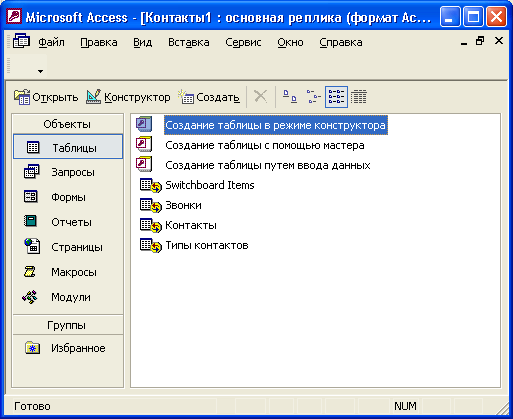 Microsoft Access - [Контакты1 : основная реплика (формат Ac...
Файл Правка Вид Вставка Сервис Окно Справка
Открыть Конструктор Создать
Объекты
Таблицы
Запросы
Формы
Отчеты
Страницы
Макросы
Модули
Группы
Избранное
Создание таблицы в режиме конструктора
Создание таблицы с помощью мастера
Создание таблицы путем ввода данных
Switchboard Items
Звонки
Контакты
Типы контактов
Готово NUM